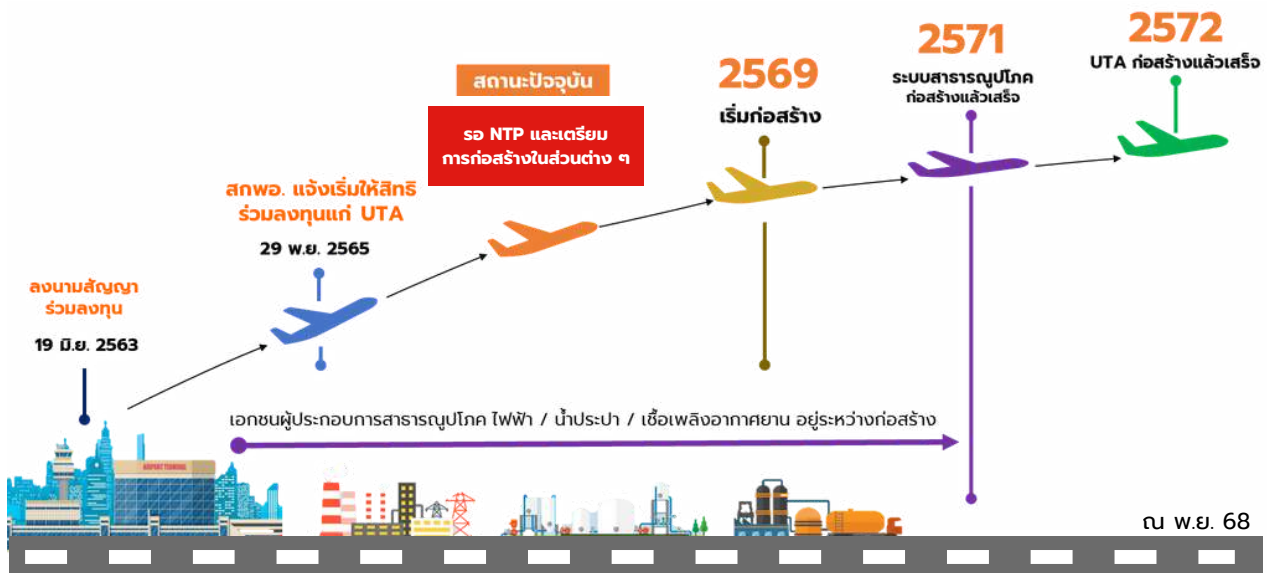 ลงนามสัญญา
ร่วมลงทุน
19 มิ.ย. 2563
สกพอ. แจ้งเริ่มให้สิทธิ
ร่วมลงทุนแก่ UTA
29 พ.ย. 2565
สถานะปัจจุบัน
รอ NTP และเตรียม
การก่อสร้างในส่วนต่าง ๆ
2569
เริ่มก่อสร้าง
2571
ระบบสาธารณูปโภค
ก่อสร้างแล้วเสร็จ
2572
UTA ก่อสร้างแล้วเสร็จ
เอกชนผู้ประกอบการสาธารณูปโภค ไฟฟ้า / น้ำประปา / เชื้อเพลิงอากาศยาน อยู่ระหว่างก่อสร้าง
AIRPORT TERMINAL
ณ พ.ย. 68